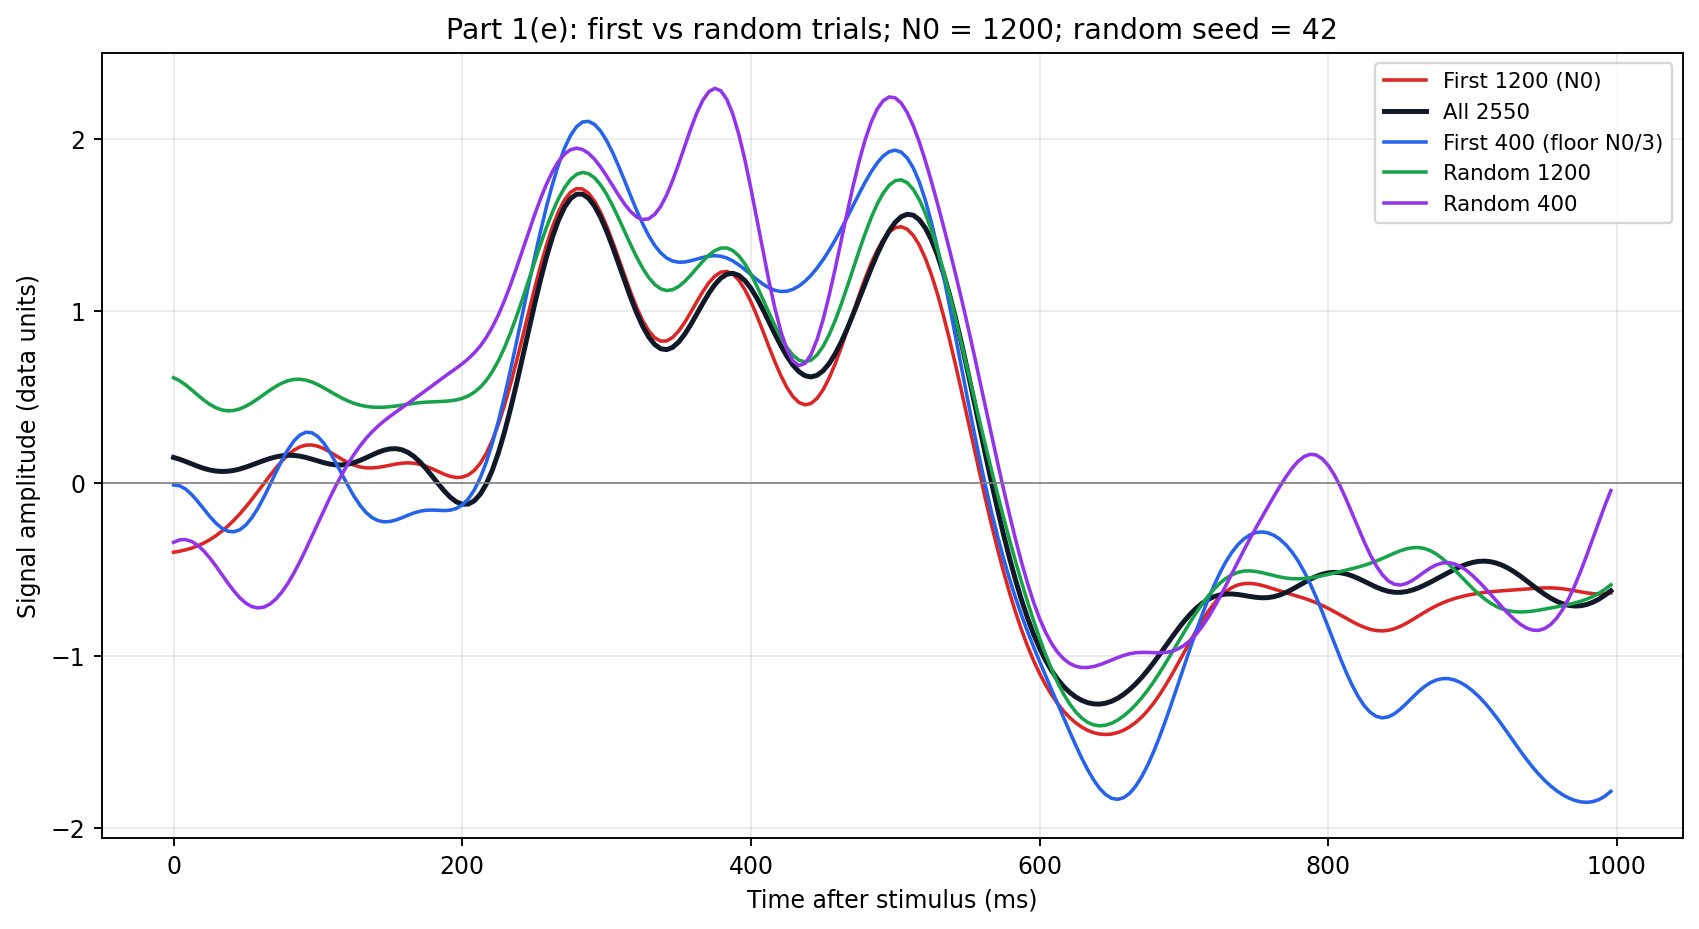 Part 1(e): first vs random trials; N0 = 1200; random seed = 42
First 1200 (N0)
All 2550
First 400 (floor N0/3)
Random 1200
Random 400
Signal amplitude (data units)
2
1
0
−1
−2
0 200 400 600 800 1000
Time after stimulus (ms)